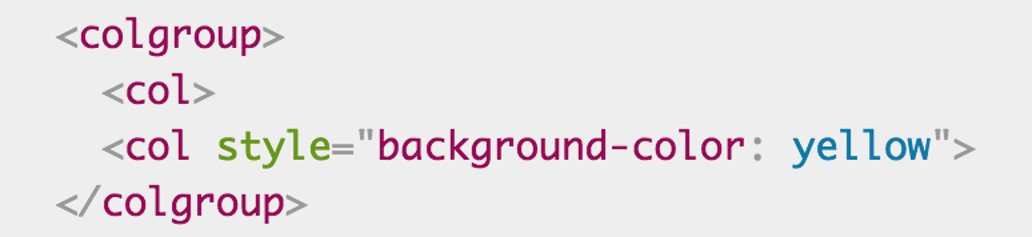 <colgroup>
  <col>
  <col style="background-color: yellow">
</colgroup>